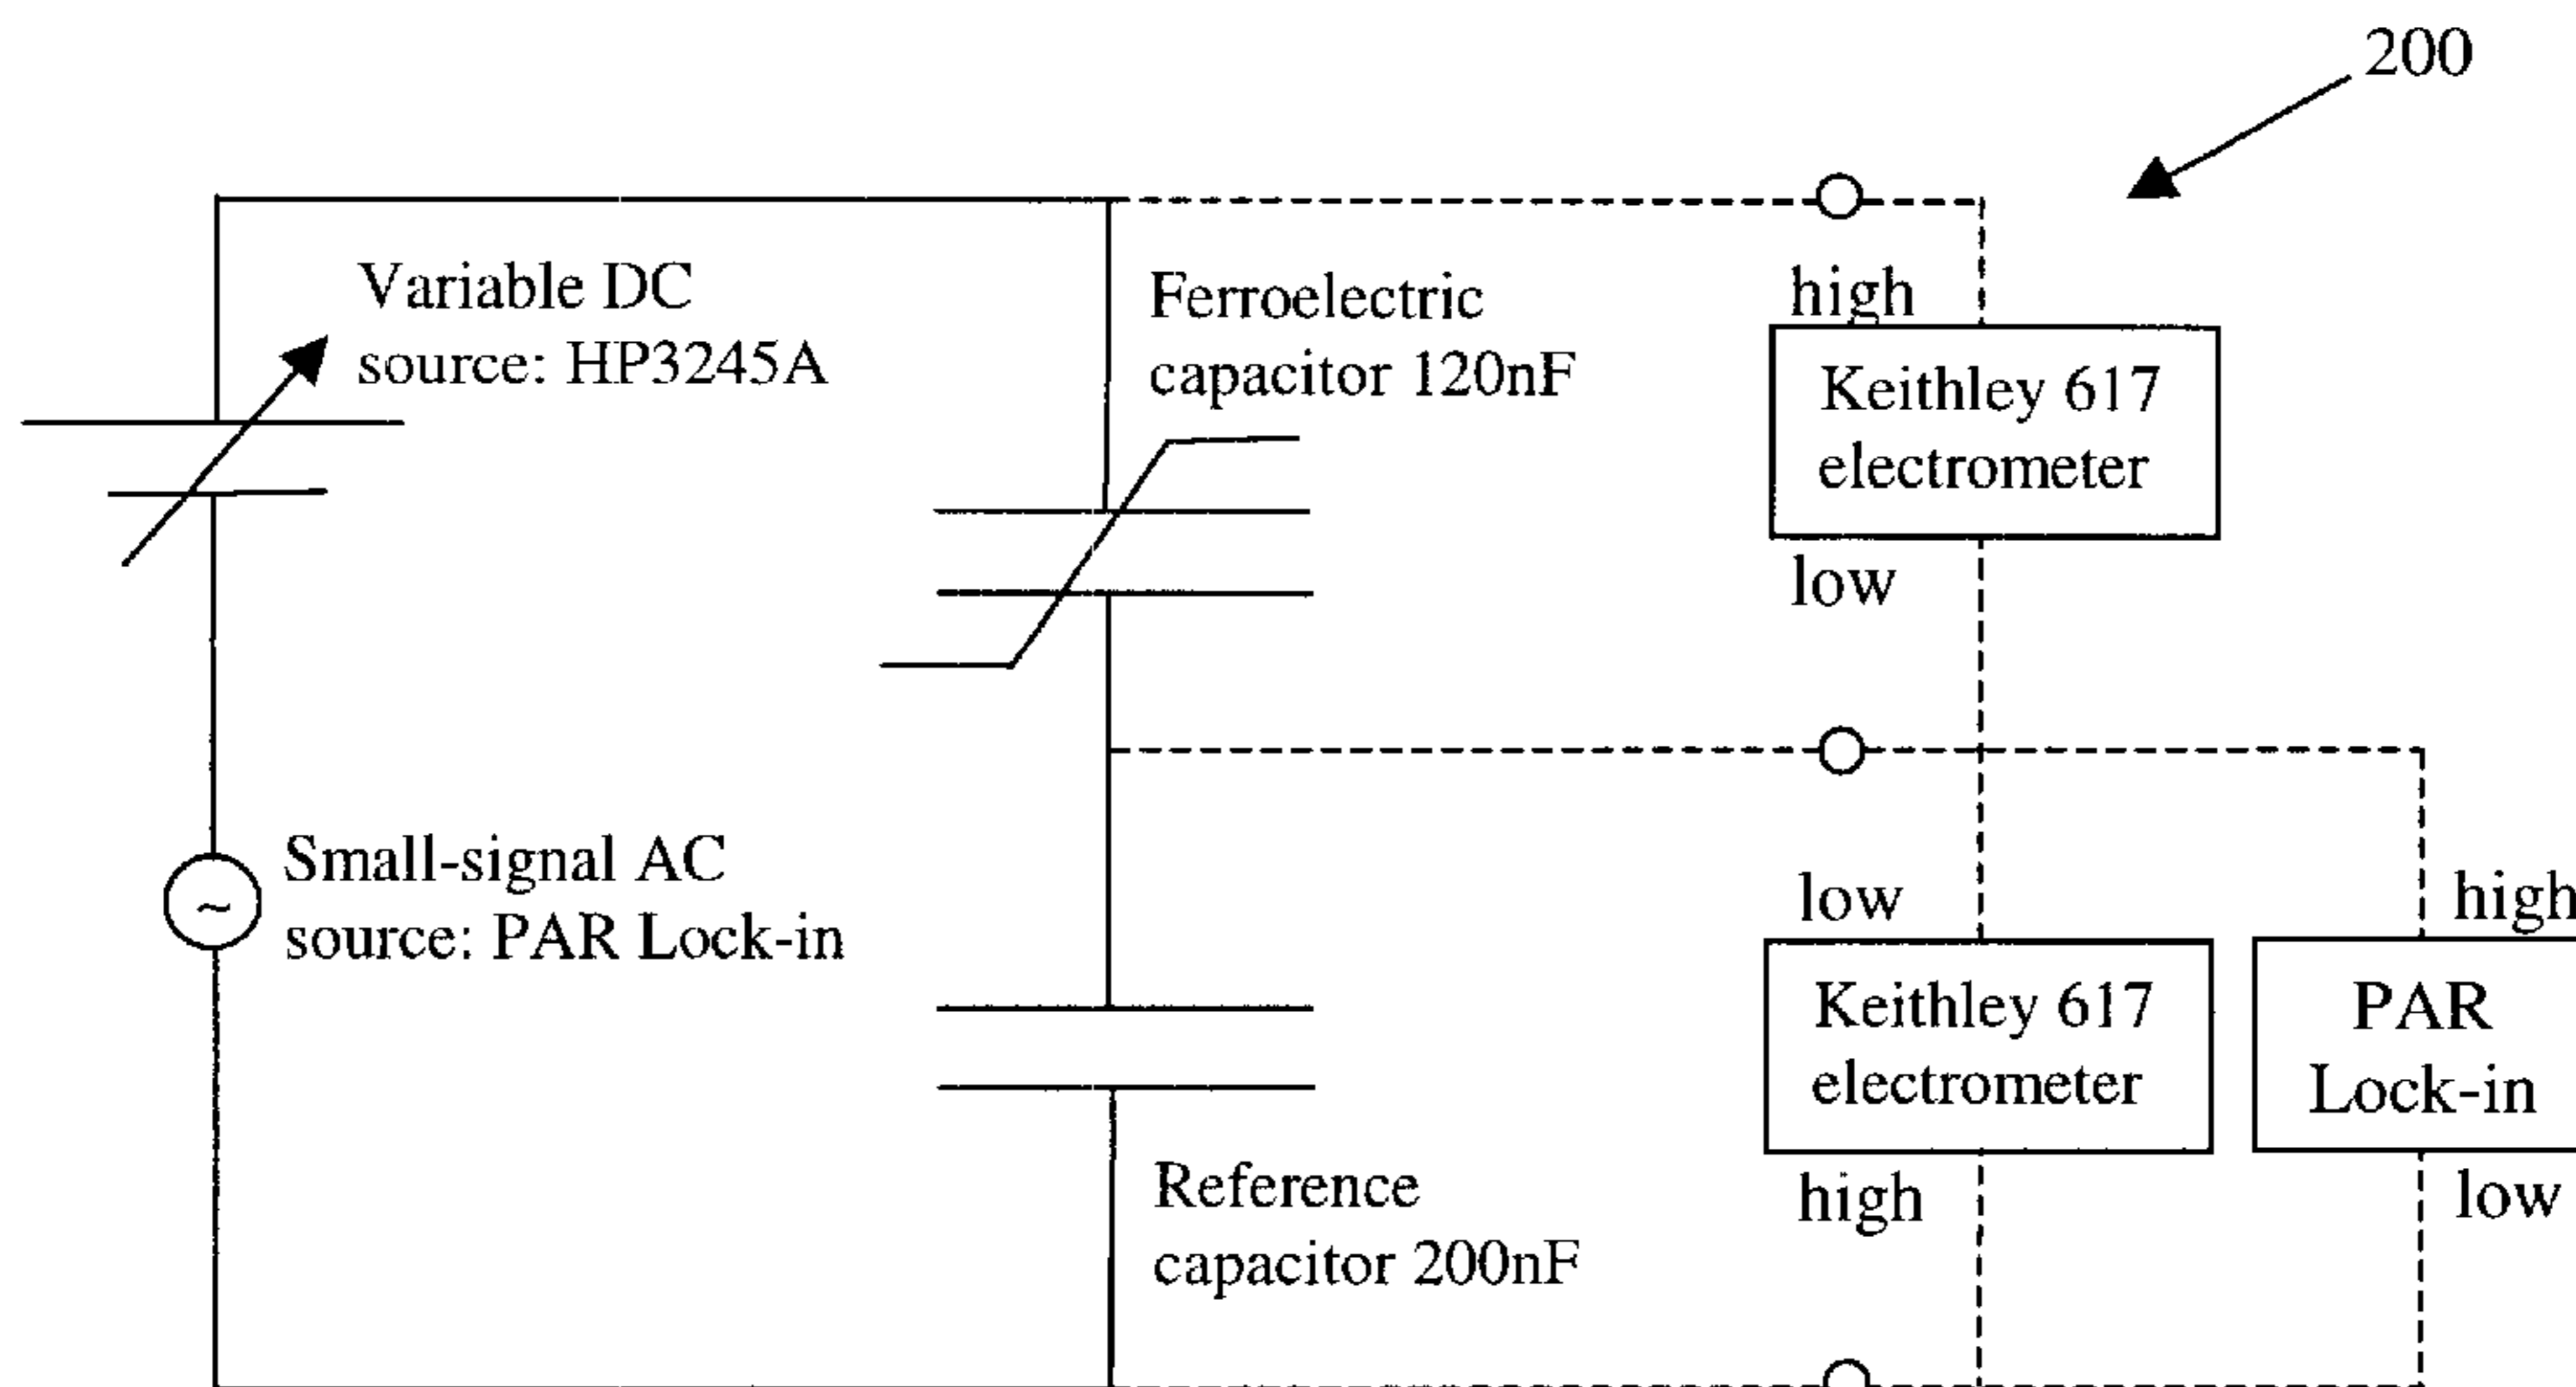 200
Variable DC
source: HP3245A
Ferroelectric
capacitor 120nF
high
Keithley 617
electrometer
low
Small-signal AC
source: PAR Lock-in
~
low
high
Keithley 617
electrometer
PAR
Lock-in
high
low
Reference
capacitor 200nF